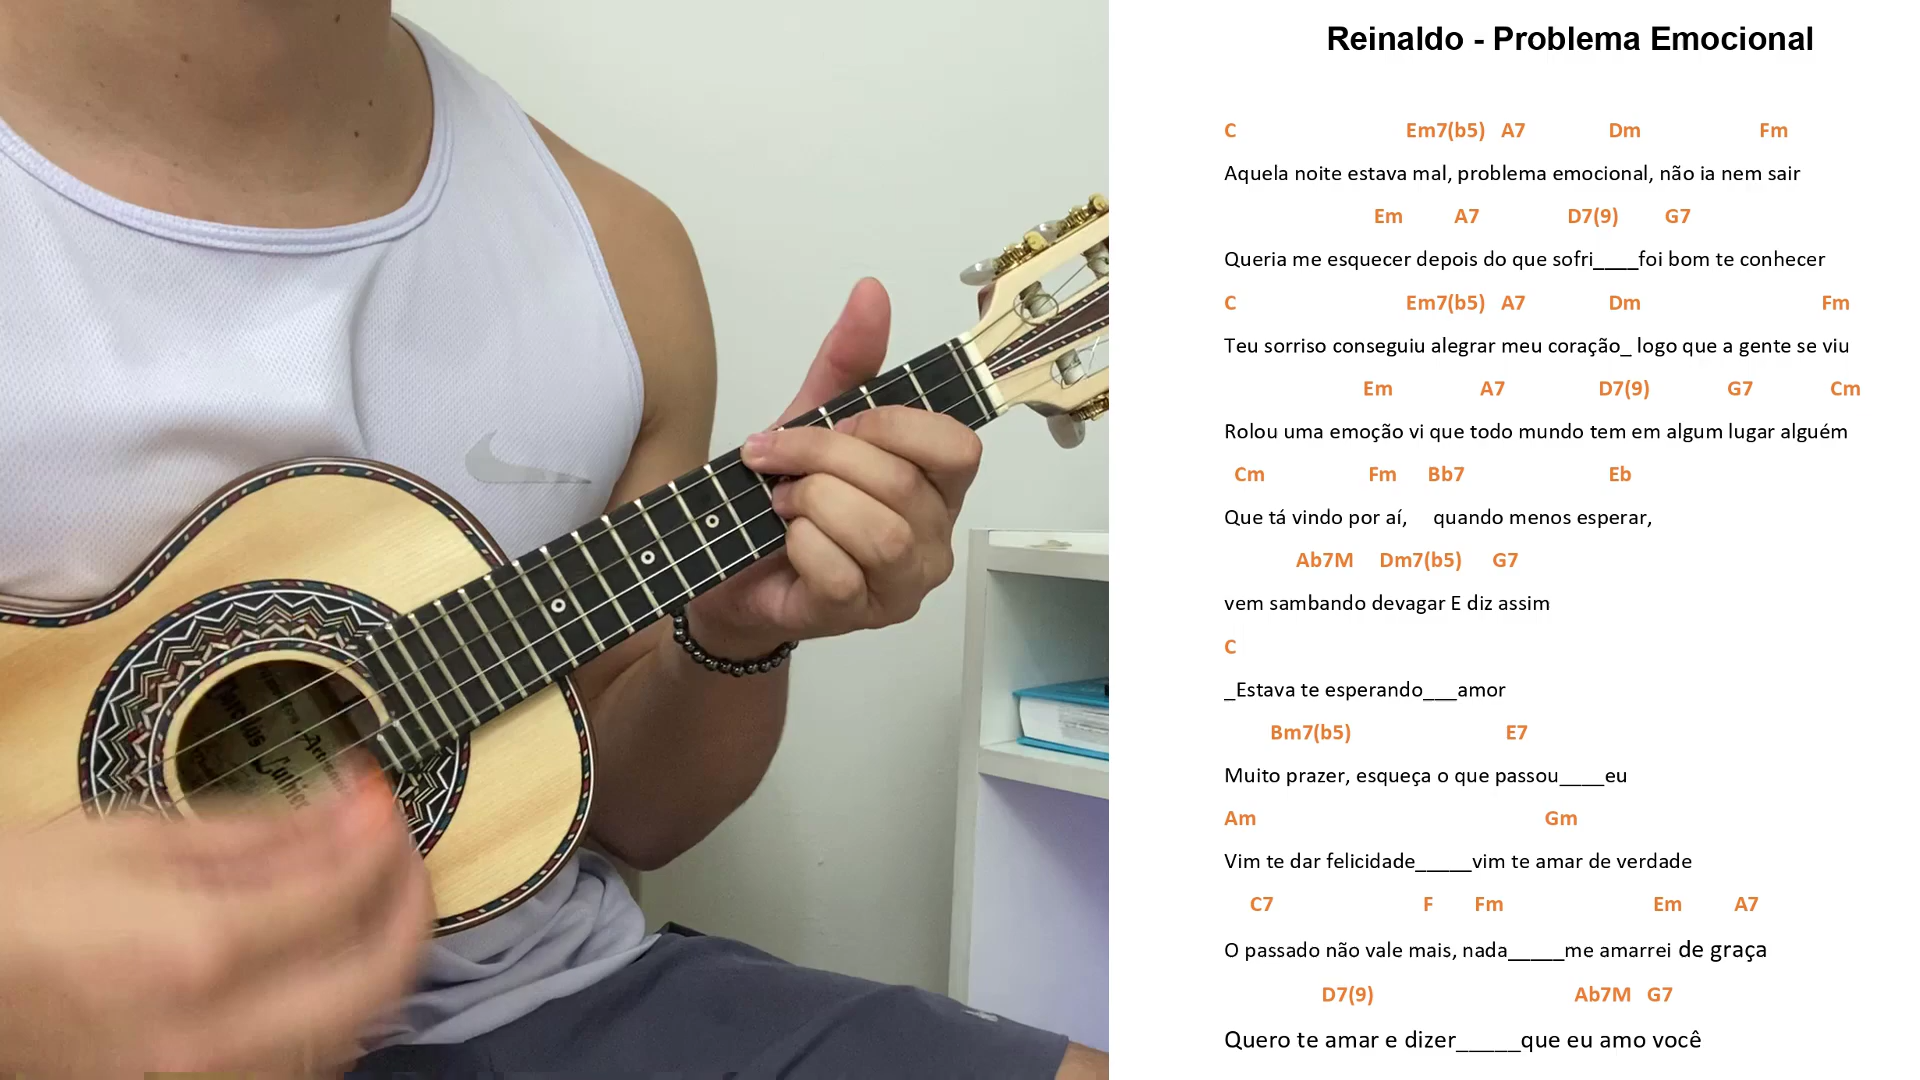 Reinaldo - Problema Emocional
C Em7(b5) A7 Dm Fm
Aquela noite estava mal, problema emocional, não ia nem sair
Em A7 D7(9) G7
Queria me esquecer depois do que sofri____foi bom te conhecer
C Em7(b5) A7 Dm Fm
Teu sorriso conseguiu alegrar meu coração_ logo que a gente se viu
Em A7 D7(9) G7 Cm
Rolou uma emoção vi que todo mundo tem em algum lugar alguém
Cm Fm Bb7 Eb
Que tá vindo por aí, quando menos esperar,
Ab7M Dm7(b5) G7
vem sambando devagar E diz assim
C
_Estava te esperando___amor
Bm7(b5) E7
Muito prazer, esqueça o que passou____eu
Am Gm
Vim te dar felicidade_____vim te amar de verdade
C7 F Fm Em A7
O passado não vale mais, nada_____me amarrei de graça
D7(9) Ab7M G7
Quero te amar e dizer_____que eu amo você
Luthier